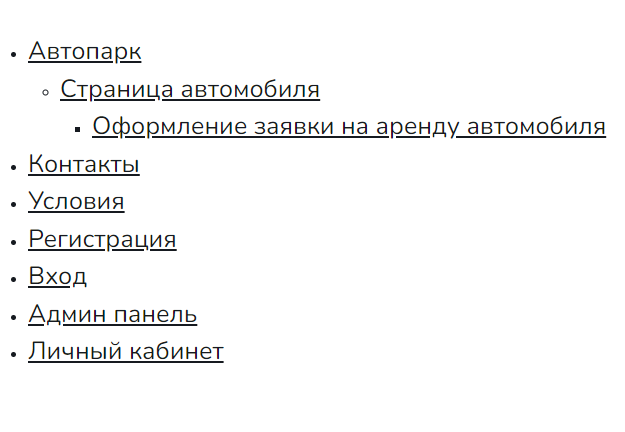 Автопарк
Страница автомобиля
Оформление заявки на аренду автомобиля
Контакты
Условия
Регистрация
Вход
Админ панель
Личный кабинет